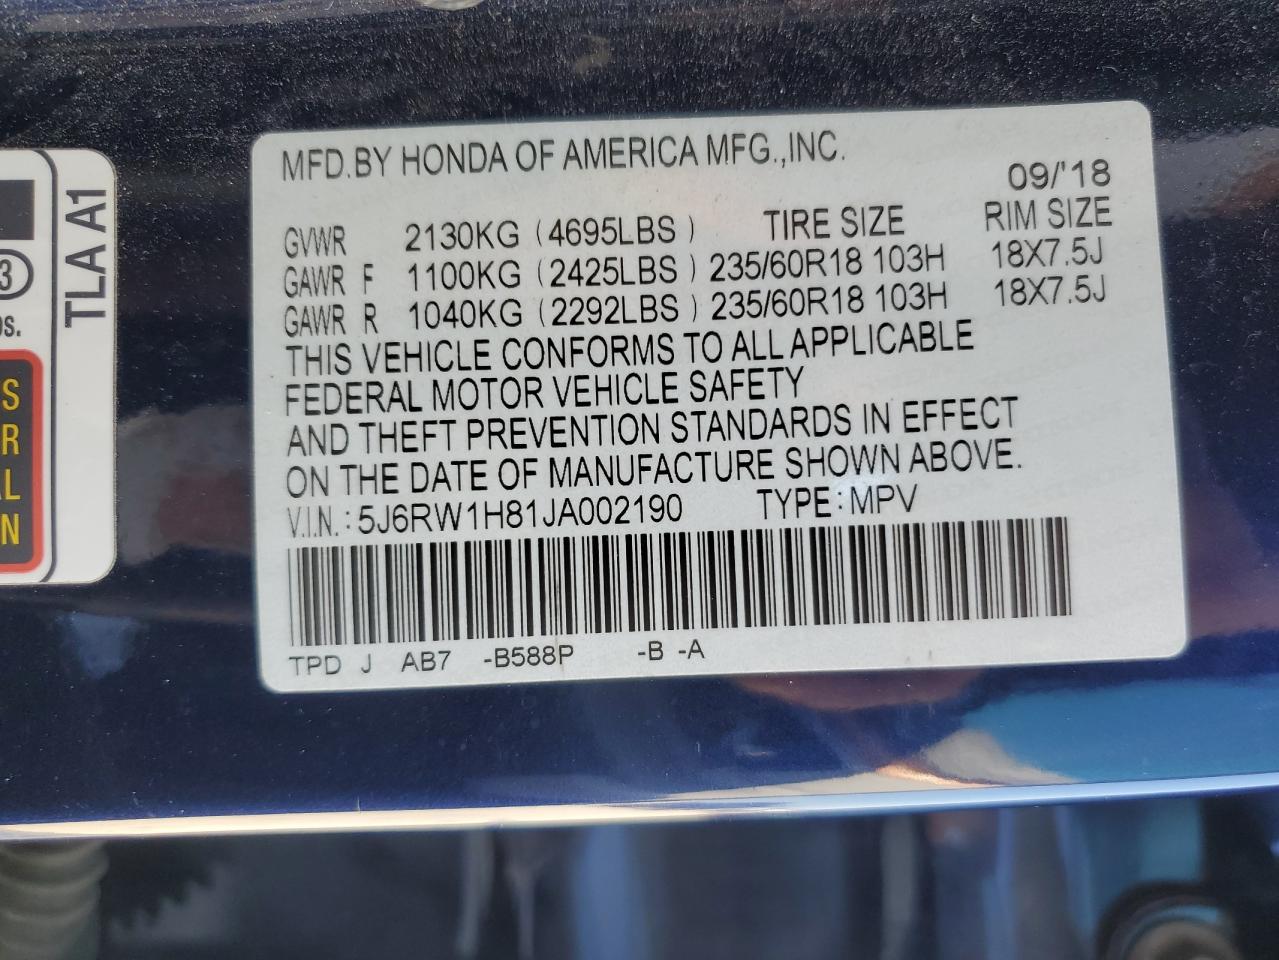 MFD.BY HONDA OF AMERICA MFG.,INC.
09/'18
GVWR 2130KG (4695LBS) TIRE SIZE RIM SIZE
GAWR F 1100KG (2425LBS) 235/60R18 103H 18X7.5J
GAWR R 1040KG (2292LBS) 235/60R18 103H 18X7.5J
THIS VEHICLE CONFORMS TO ALL APPLICABLE
FEDERAL MOTOR VEHICLE SAFETY
AND THEFT PREVENTION STANDARDS IN EFFECT
ON THE DATE OF MANUFACTURE SHOWN ABOVE.
V.I.N.: 5J6RW1H81JA002190 TYPE: MPV
TPD J AB7 -B588P -B -A
TLA A1
3
S
R
N